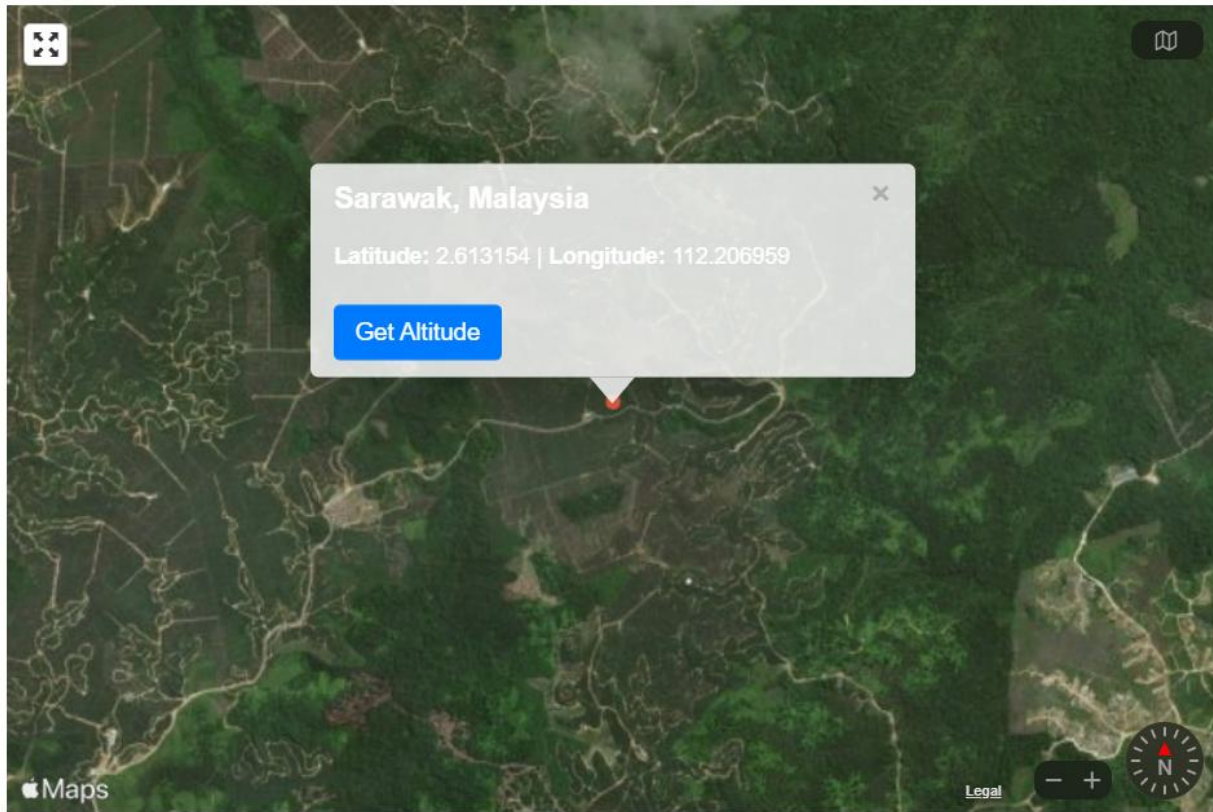 Sarawak, Malaysia
×
Latitude: 2.613154 | Longitude: 112.206959
Get Altitude
Maps
Legal
− +
N